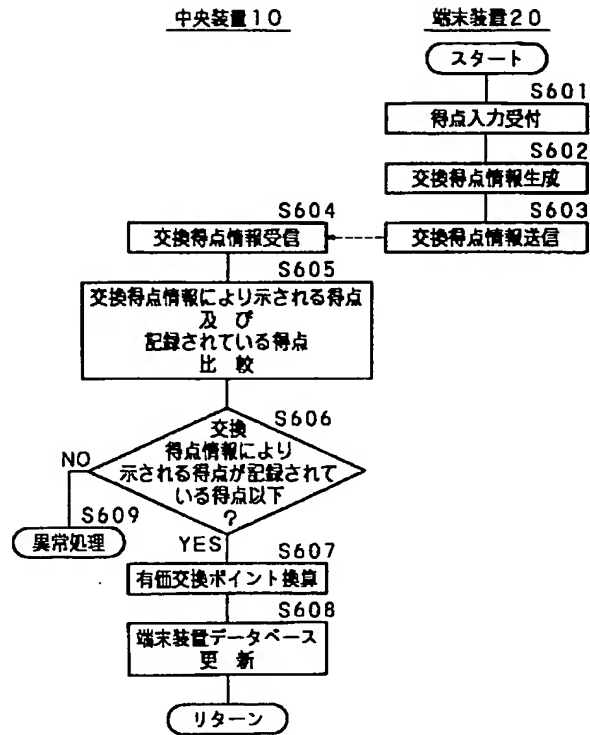 中央装置10
端末装置20
スタート
S601
得点入力受付
S602
交換得点情報生成
S603
交換得点情報送信
S604
交換得点情報受信
S605
交換得点情報により示される得点
及 び
記録されている得点
比 較
S606
交換
得点情報により
示される得点が記録されて
いる得点以下
?
NO
S609
異常処理
YES
S607
有価交換ポイント換算
S608
端末装置データベース
更 新
リターン